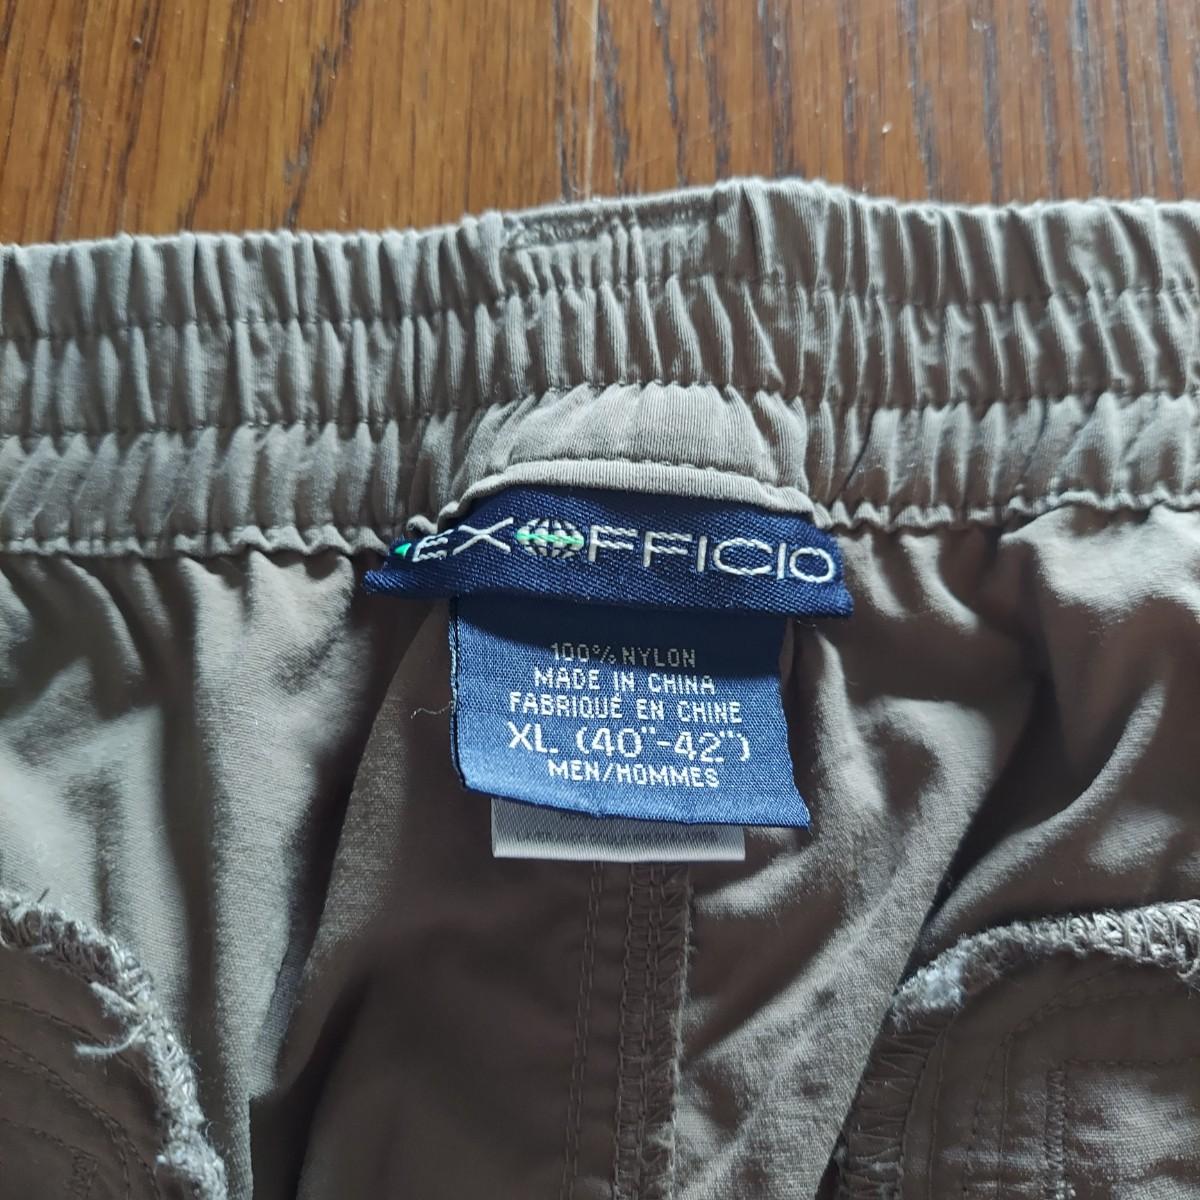 EXOFFICIO
100% NYLON
MADE IN CHINA
FABRIQUÉ EN CHINE
XL (40"-42")
MEN/HOMMES